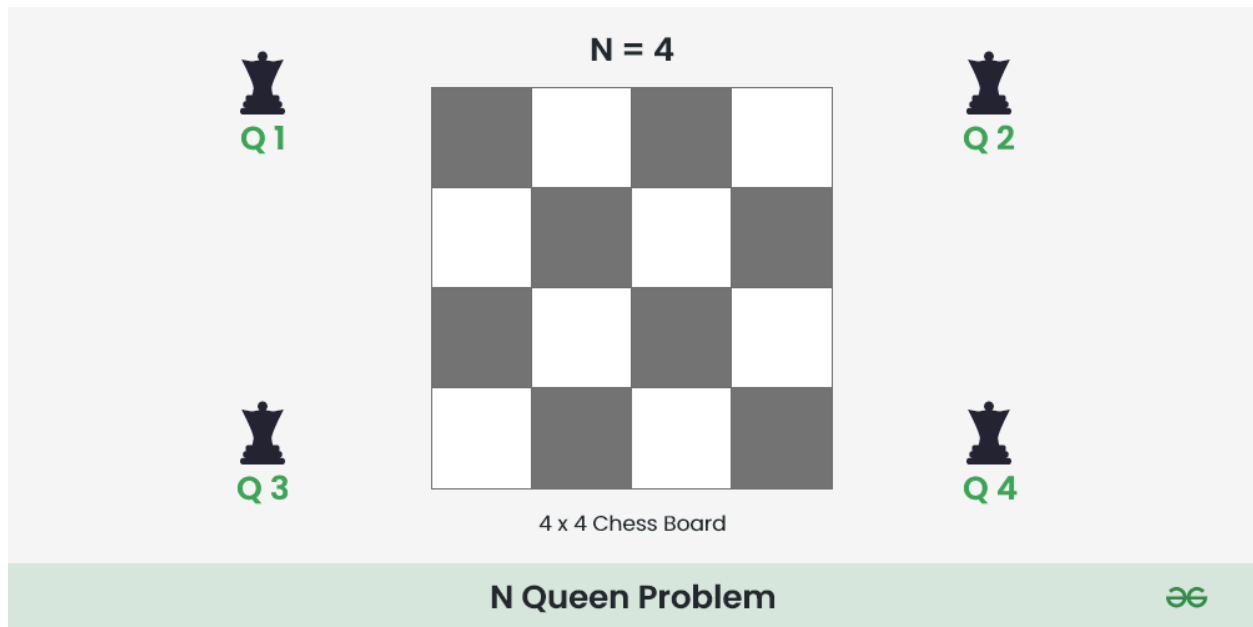 N = 4
Q 1
Q 2
Q 3
Q 4
4 x 4 Chess Board
N Queen Problem